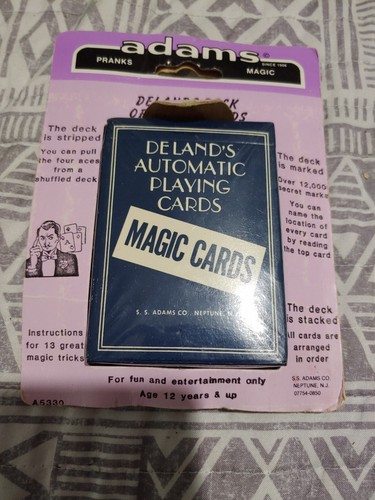 adams®
PRANKS
SINCE 1906
MAGIC
DELAND'S DECK
The deck
is stripped
You can pull
the four aces
from a
shuffled deck
The deck
is marked
Over 12,000
secret marks
You can
name the
location of
every card
by reading
the top card
DELAND'S
AUTOMATIC
PLAYING
CARDS
MAGIC CARDS
S. S. ADAMS CO., NEPTUNE, N.
Instructions
for 13 great
magic tricks
The deck
is stacked
All cards are
arranged
in order
For fun and entertainment only
Age 12 years & up
S.S. ADAMS CO
NEPTUNE, N.J.
07754-0850
A5330